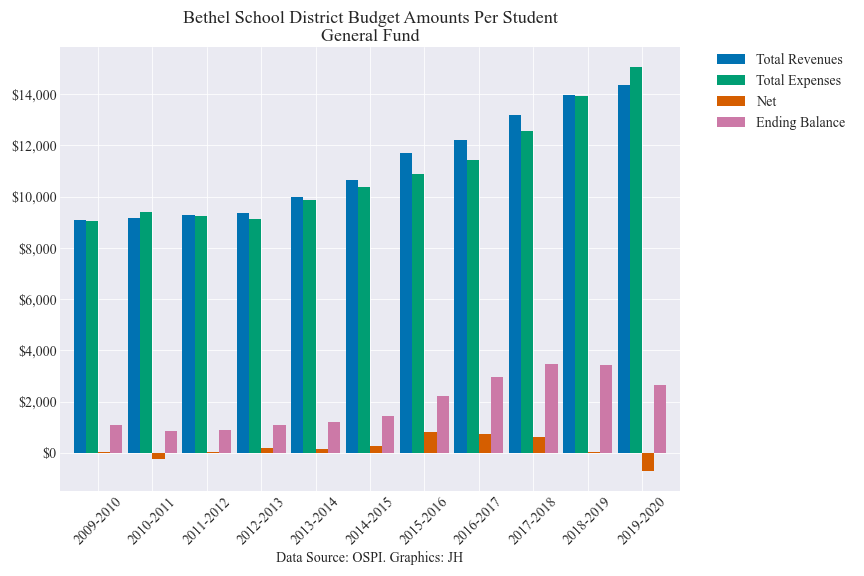 Bethel School District Budget Amounts Per Student
General Fund
Total Revenues
Total Expenses
Net
Ending Balance
$14,000
$12,000
$10,000
$8,000
$6,000
$4,000
$2,000
$0
2009-2010
2010-2011
2011-2012
2012-2013
2013-2014
2014-2015
2015-2016
2016-2017
2017-2018
2018-2019
2019-2020
Data Source: OSPI. Graphics: JH